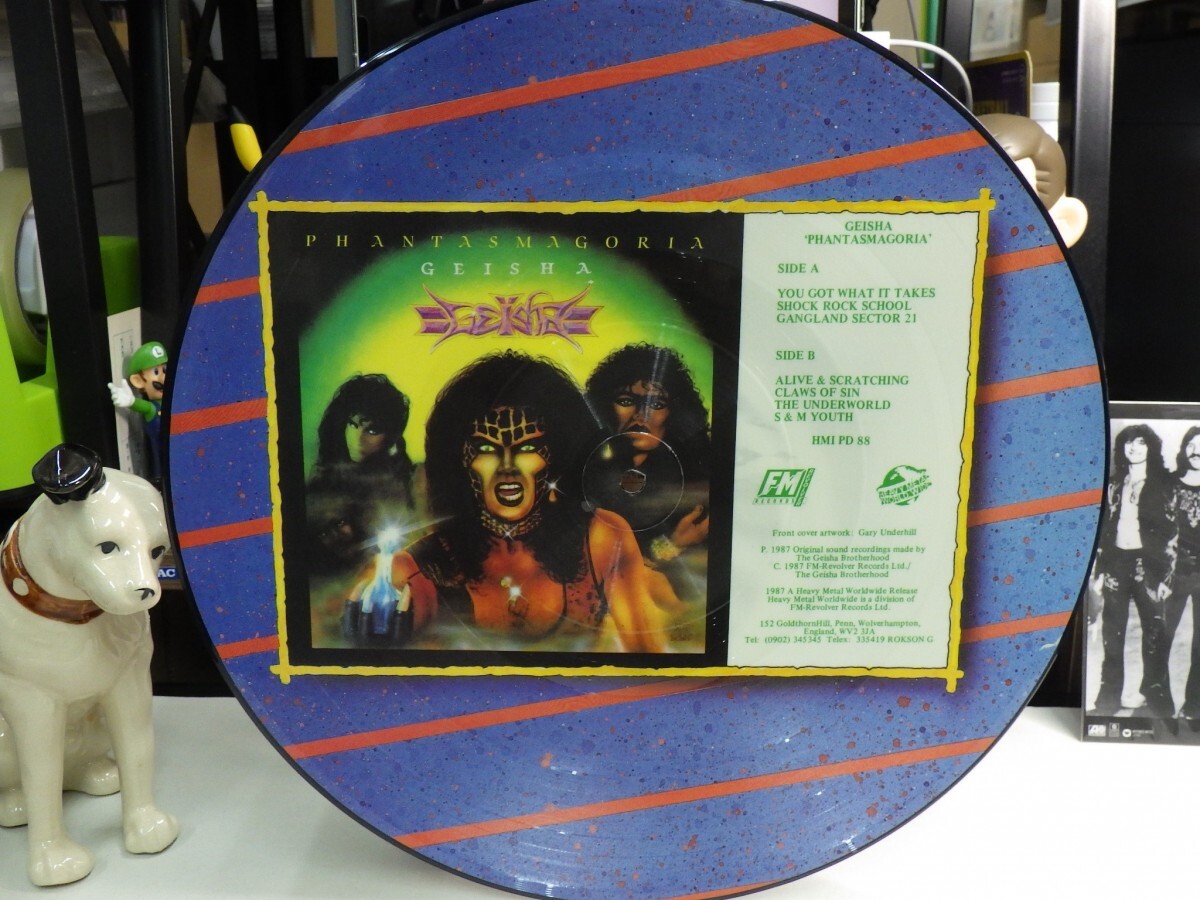 PHANTASMAGORIA
GEISHA
GEISHA
GEISHA
'PHANTASMAGORIA'
SIDE A
YOU GOT WHAT IT TAKES
SHOCK ROCK SCHOOL
GANGLAND SECTOR 21
SIDE B
ALIVE & SCRATCHING
CLAWS OF SIN
THE UNDERWORLD
S & M YOUTH
HMI PD 88
FM
RECORDS
Front cover artwork: Gary Underhill
P. 1987 Original sound recordings made by
The Geisha Brotherhood
C. 1987 FM-Revolver Records Ltd./
The Geisha Brotherhood
1987 A Heavy Metal Worldwide Release
Heavy Metal Worldwide is a division of
FM-Revolver Records Ltd.
152 GoldthornHill, Penn, Wolverhampton,
England, WV2 3JA
Tel: (0902) 345345 Telex: 335419 ROKSON G
AC